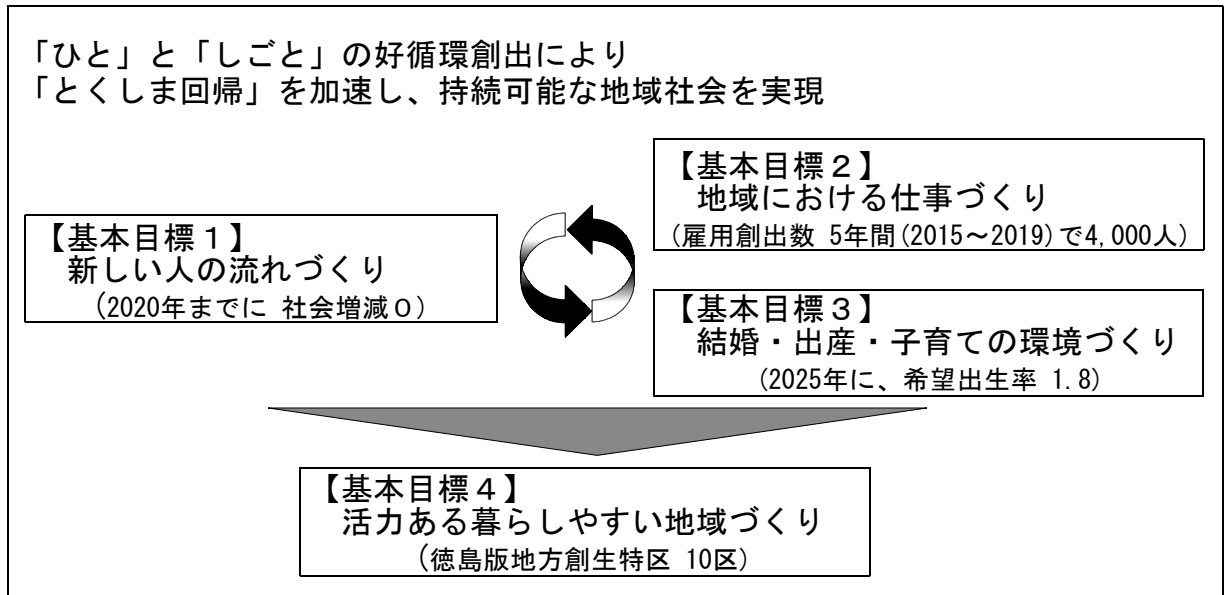 「ひと」と「しごと」の好循環創出により
「とくしま回帰」を加速し、持続可能な地域社会を実現
【基本目標１】
新しい人の流れづくり
(2020年までに 社会増減０)
【基本目標２】
地域における仕事づくり
(雇用創出数 5年間(2015～2019)で4,000人)
【基本目標３】
結婚・出産・子育ての環境づくり
(2025年に、希望出生率 1.8)
【基本目標４】
活力ある暮らしやすい地域づくり
(徳島版地方創生特区 10区)